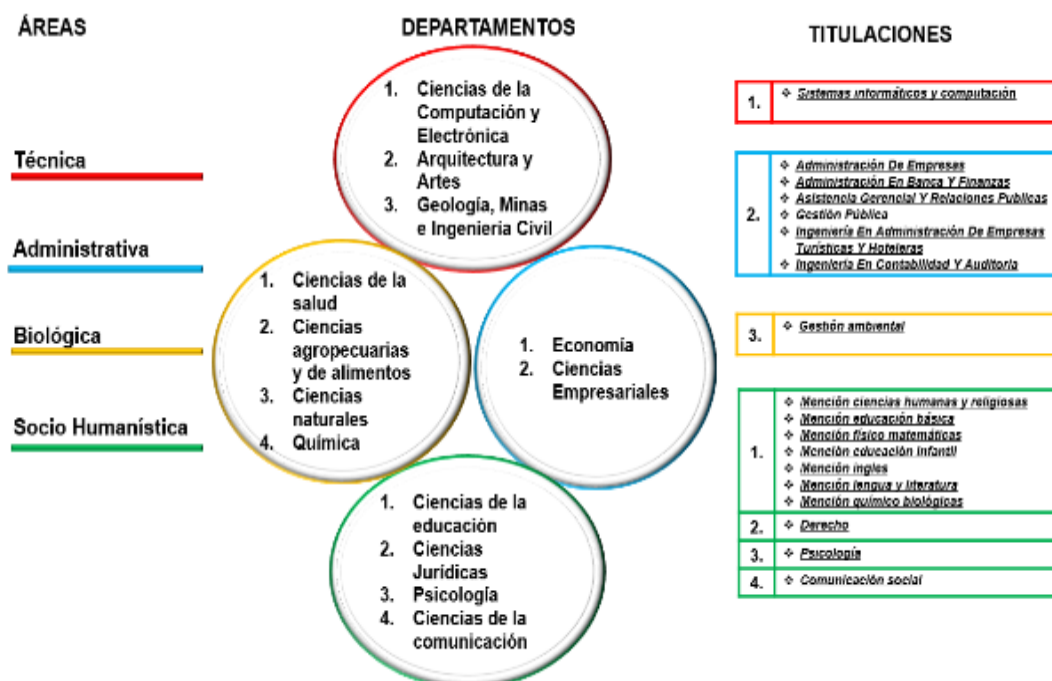 ÁREAS
DEPARTAMENTOS
TITULACIONES
Técnica
Administrativa
Biológica
Socio Humanística
1. Ciencias de la
Computación y
Electrónica
2. Arquitectura y
Artes
3. Geología, Minas
e Ingenieria Civil
1. Ciencias de la
salud
2. Ciencias
agropecuarias
y de alimentos
3. Ciencias
naturales
4. Química
1. Economía
2. Ciencias
Empresariales
1. Ciencias de la
educación
2. Ciencias
Jurídicas
3. Psicología
4. Ciencias de la
comunicación
1. ❖ Sistemas informáticos y computación
2.
❖ Administración De Empresas
❖ Administración En Banca Y Finanzas
❖ Asistencia Gerencial Y Relaciones Publicas
❖ Gestión Pública
❖ Ingeniería En Administración De Empresas
Turísticas Y Hoteleras
❖ Ingeniería En Contabilidad Y Auditoria
3. ❖ Gestión ambiental
1.
❖ Mención ciencias humanas y religiosas
❖ Mención educación básica
❖ Mención físico matemáticas
❖ Mención educación infantil
❖ Mención ingles
❖ Mención lengua y literatura
❖ Mención químico biológicas
2. ❖ Derecho
3. ❖ Psicología
4. ❖ Comunicación social